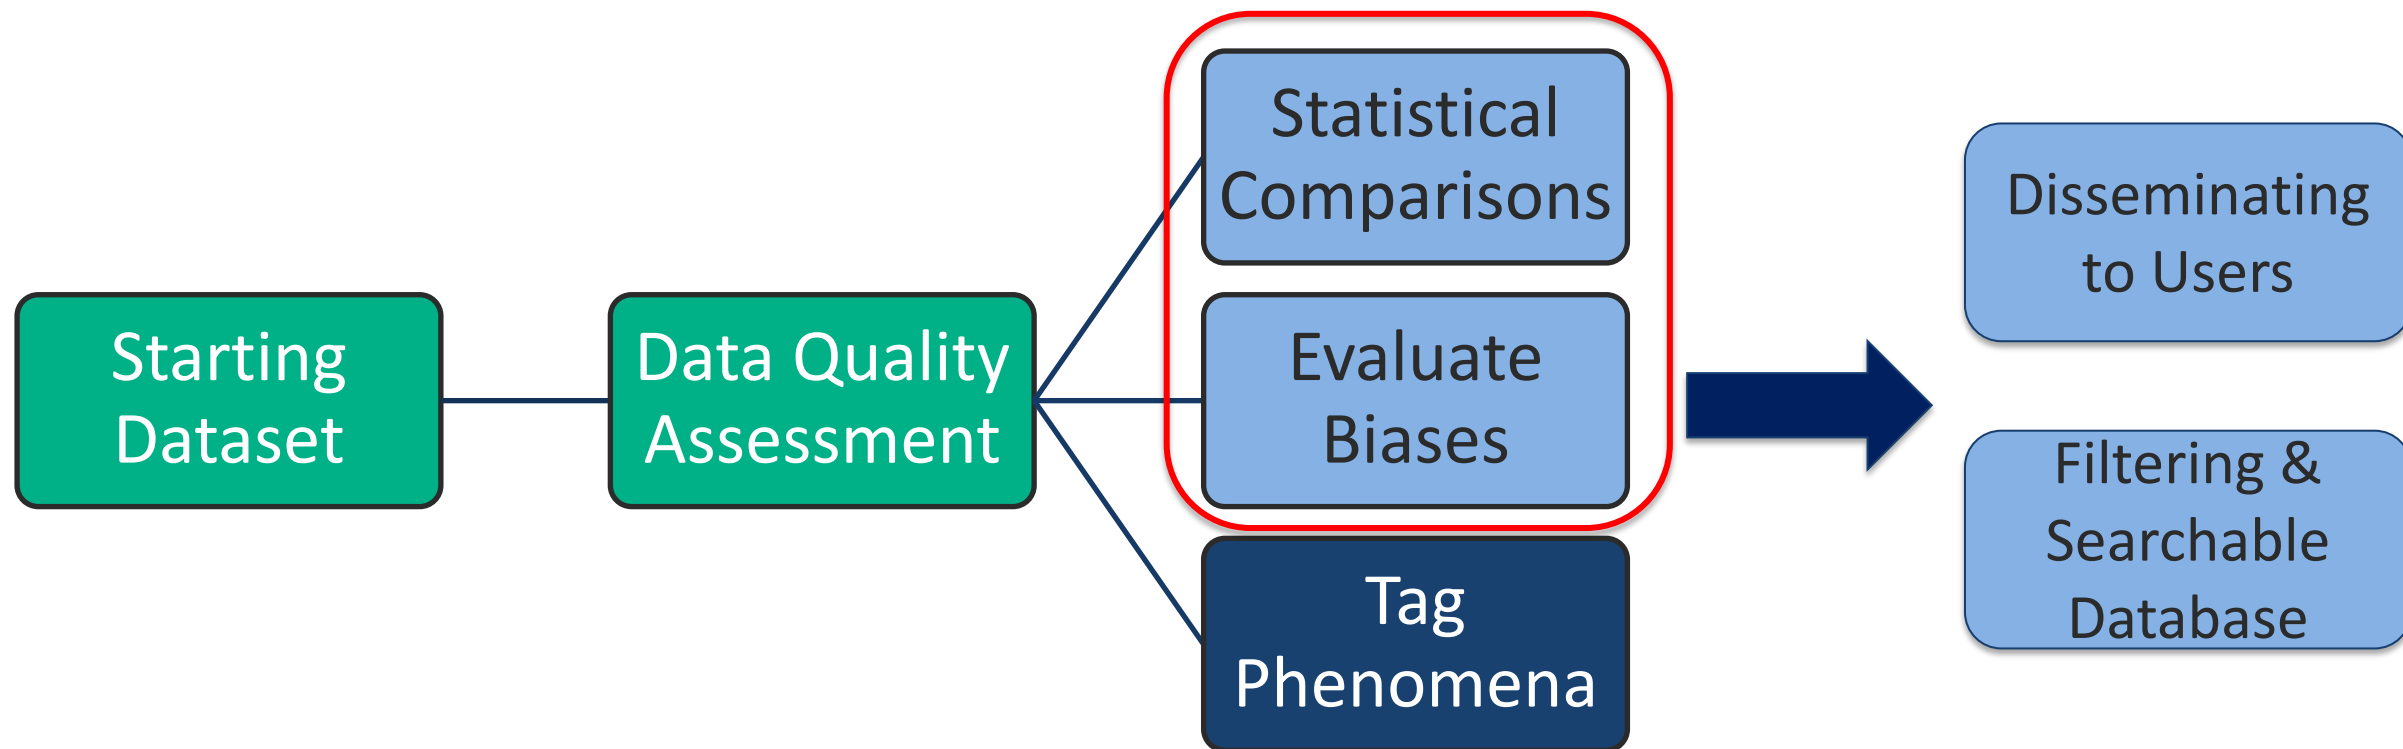 Starting
Dataset
Data Quality
Assessment
Statistical
Comparisons
Evaluate
Biases
Tag
Phenomena
Disseminating
to Users
Filtering &
Searchable
Database